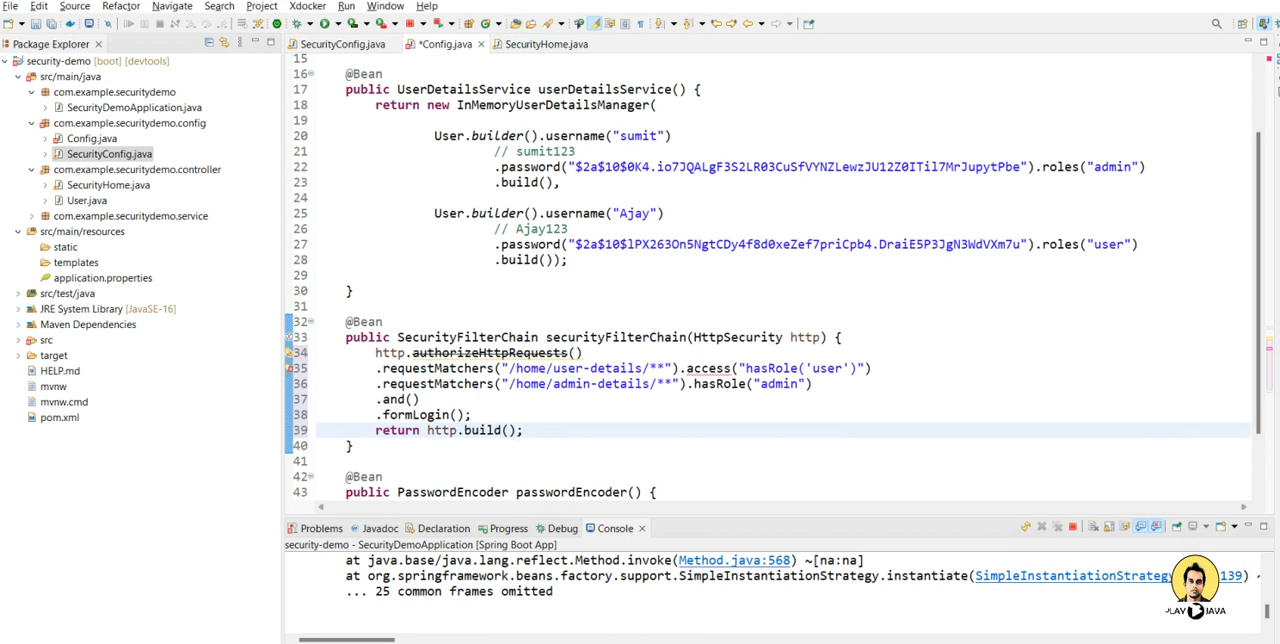 File Edit Source Refactor Navigate Search Project Xdocker Run Window Help
Package Explorer
SecurityConfig.java *Config.java SecurityHome.java
security-demo [boot] [devtools]
src/main/java
com.example.securitydemo
SecurityDemoApplication.java
com.example.securitydemo.config
Config.java
SecurityConfig.java
com.example.securitydemo.controller
SecurityHome.java
User.java
com.example.securitydemo.service
src/main/resources
static
templates
application.properties
src/test/java
JRE System Library [JavaSE-16]
Maven Dependencies
src
target
HELP.md
mvnw
mvnw.cmd
pom.xml
15
16 @Bean
17 public UserDetailsService userDetailsService() {
18 return new InMemoryUserDetailsManager(
19
20 User.builder().username("sumit")
21 // sumit123
22 .password("$2a$10$0K4.io7JQALgF3S2LR03CuSfVYNZLewzJU12Z0ITil7MrJupytPbe").roles("admin")
23 .build(),
24
25 User.builder().username("Ajay")
26 // Ajay123
27 .password("$2a$10$lPX263On5NgtCDy4f8d0xeZef7priCpb4.DraiE5P3JgN3WdVXm7u").roles("user")
28 .build());
29
30 }
31
32 @Bean
33 public SecurityFilterChain securityFilterChain(HttpSecurity http) {
34 http.authorizeHttpRequests()
35 .requestMatchers("/home/user-details/**").access("hasRole('user')")
36 .requestMatchers("/home/admin-details/**").hasRole("admin")
37 .and()
38 .formLogin();
39 return http.build();
40 }
41
42 @Bean
43 public PasswordEncoder passwordEncoder() {
Problems Javadoc Declaration Progress Debug Console
security-demo - SecurityDemoApplication [Spring Boot App]
at java.base/java.lang.reflect.Method.invoke(Method.java:568) ~[na:na]
at org.springframework.beans.factory.support.SimpleInstantiationStrategy.instantiate(SimpleInstantiationStrategy 139) ~
... 25 common frames omitted
PLAY JAVA